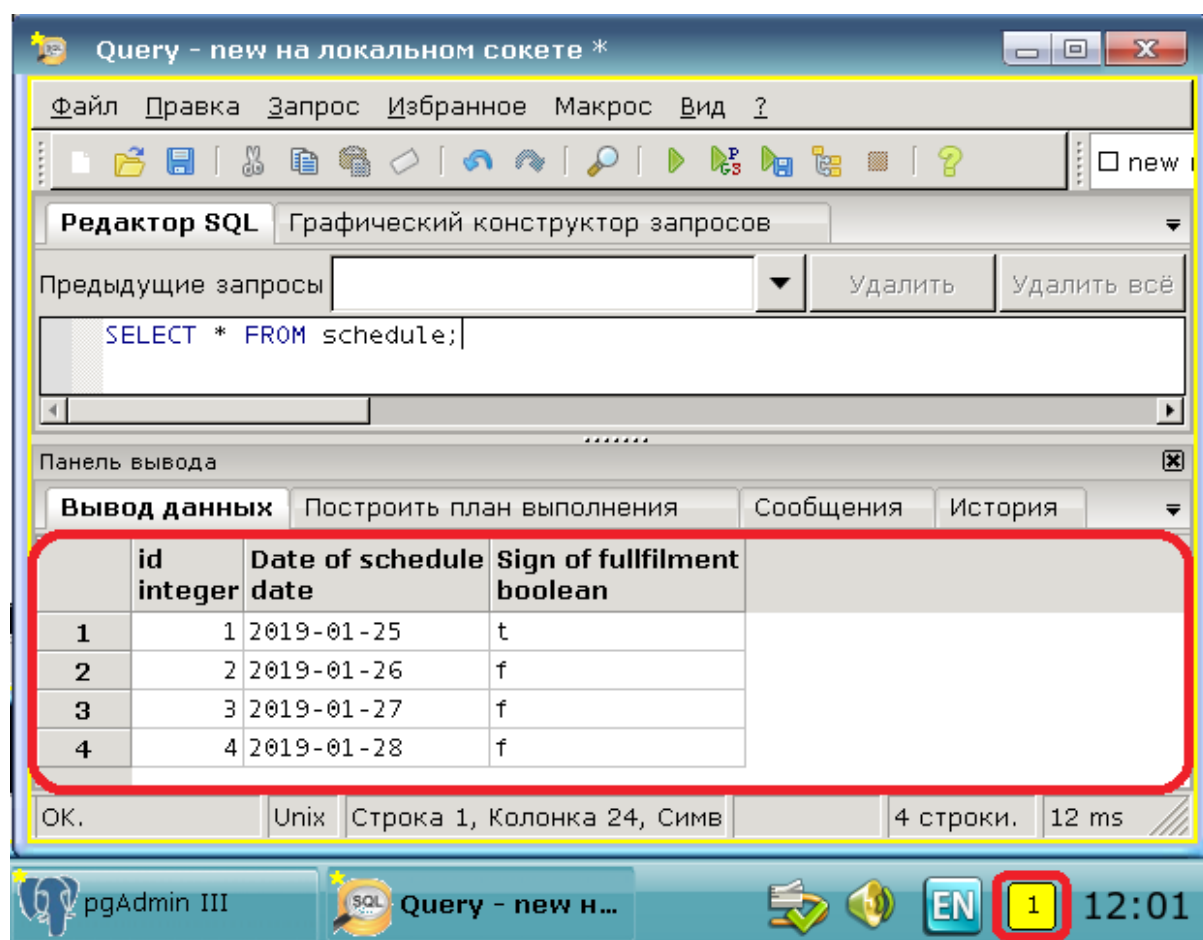 Query - new на локальном сокете *
Файл Правка Запрос Избранное Макрос Вид ?
new
Редактор SQL Графический конструктор запросов
Предыдущие запросы Удалить Удалить всё
SELECT * FROM schedule;
Панель вывода
Вывод данных Построить план выполнения Сообщения История
id Date of schedule Sign of fullfilment
integer date boolean
1 1 2019-01-25 t
2 2 2019-01-26 f
3 3 2019-01-27 f
4 4 2019-01-28 f
OK. Unix Строка 1, Колонка 24, Симв 4 строки. 12 ms
pgAdmin III SQL Query - new н... EN 1 12:01